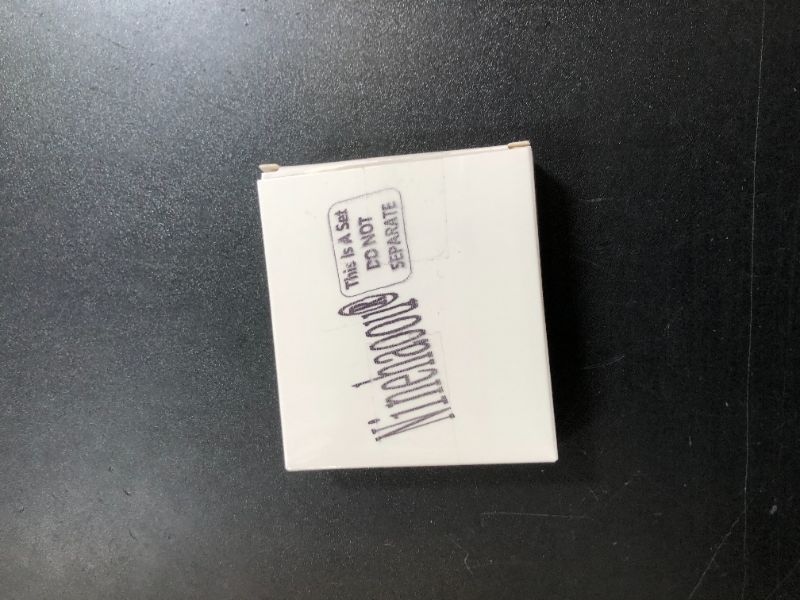 This Is A Set
DO NOT
SEPARATE
Ninehaoou®